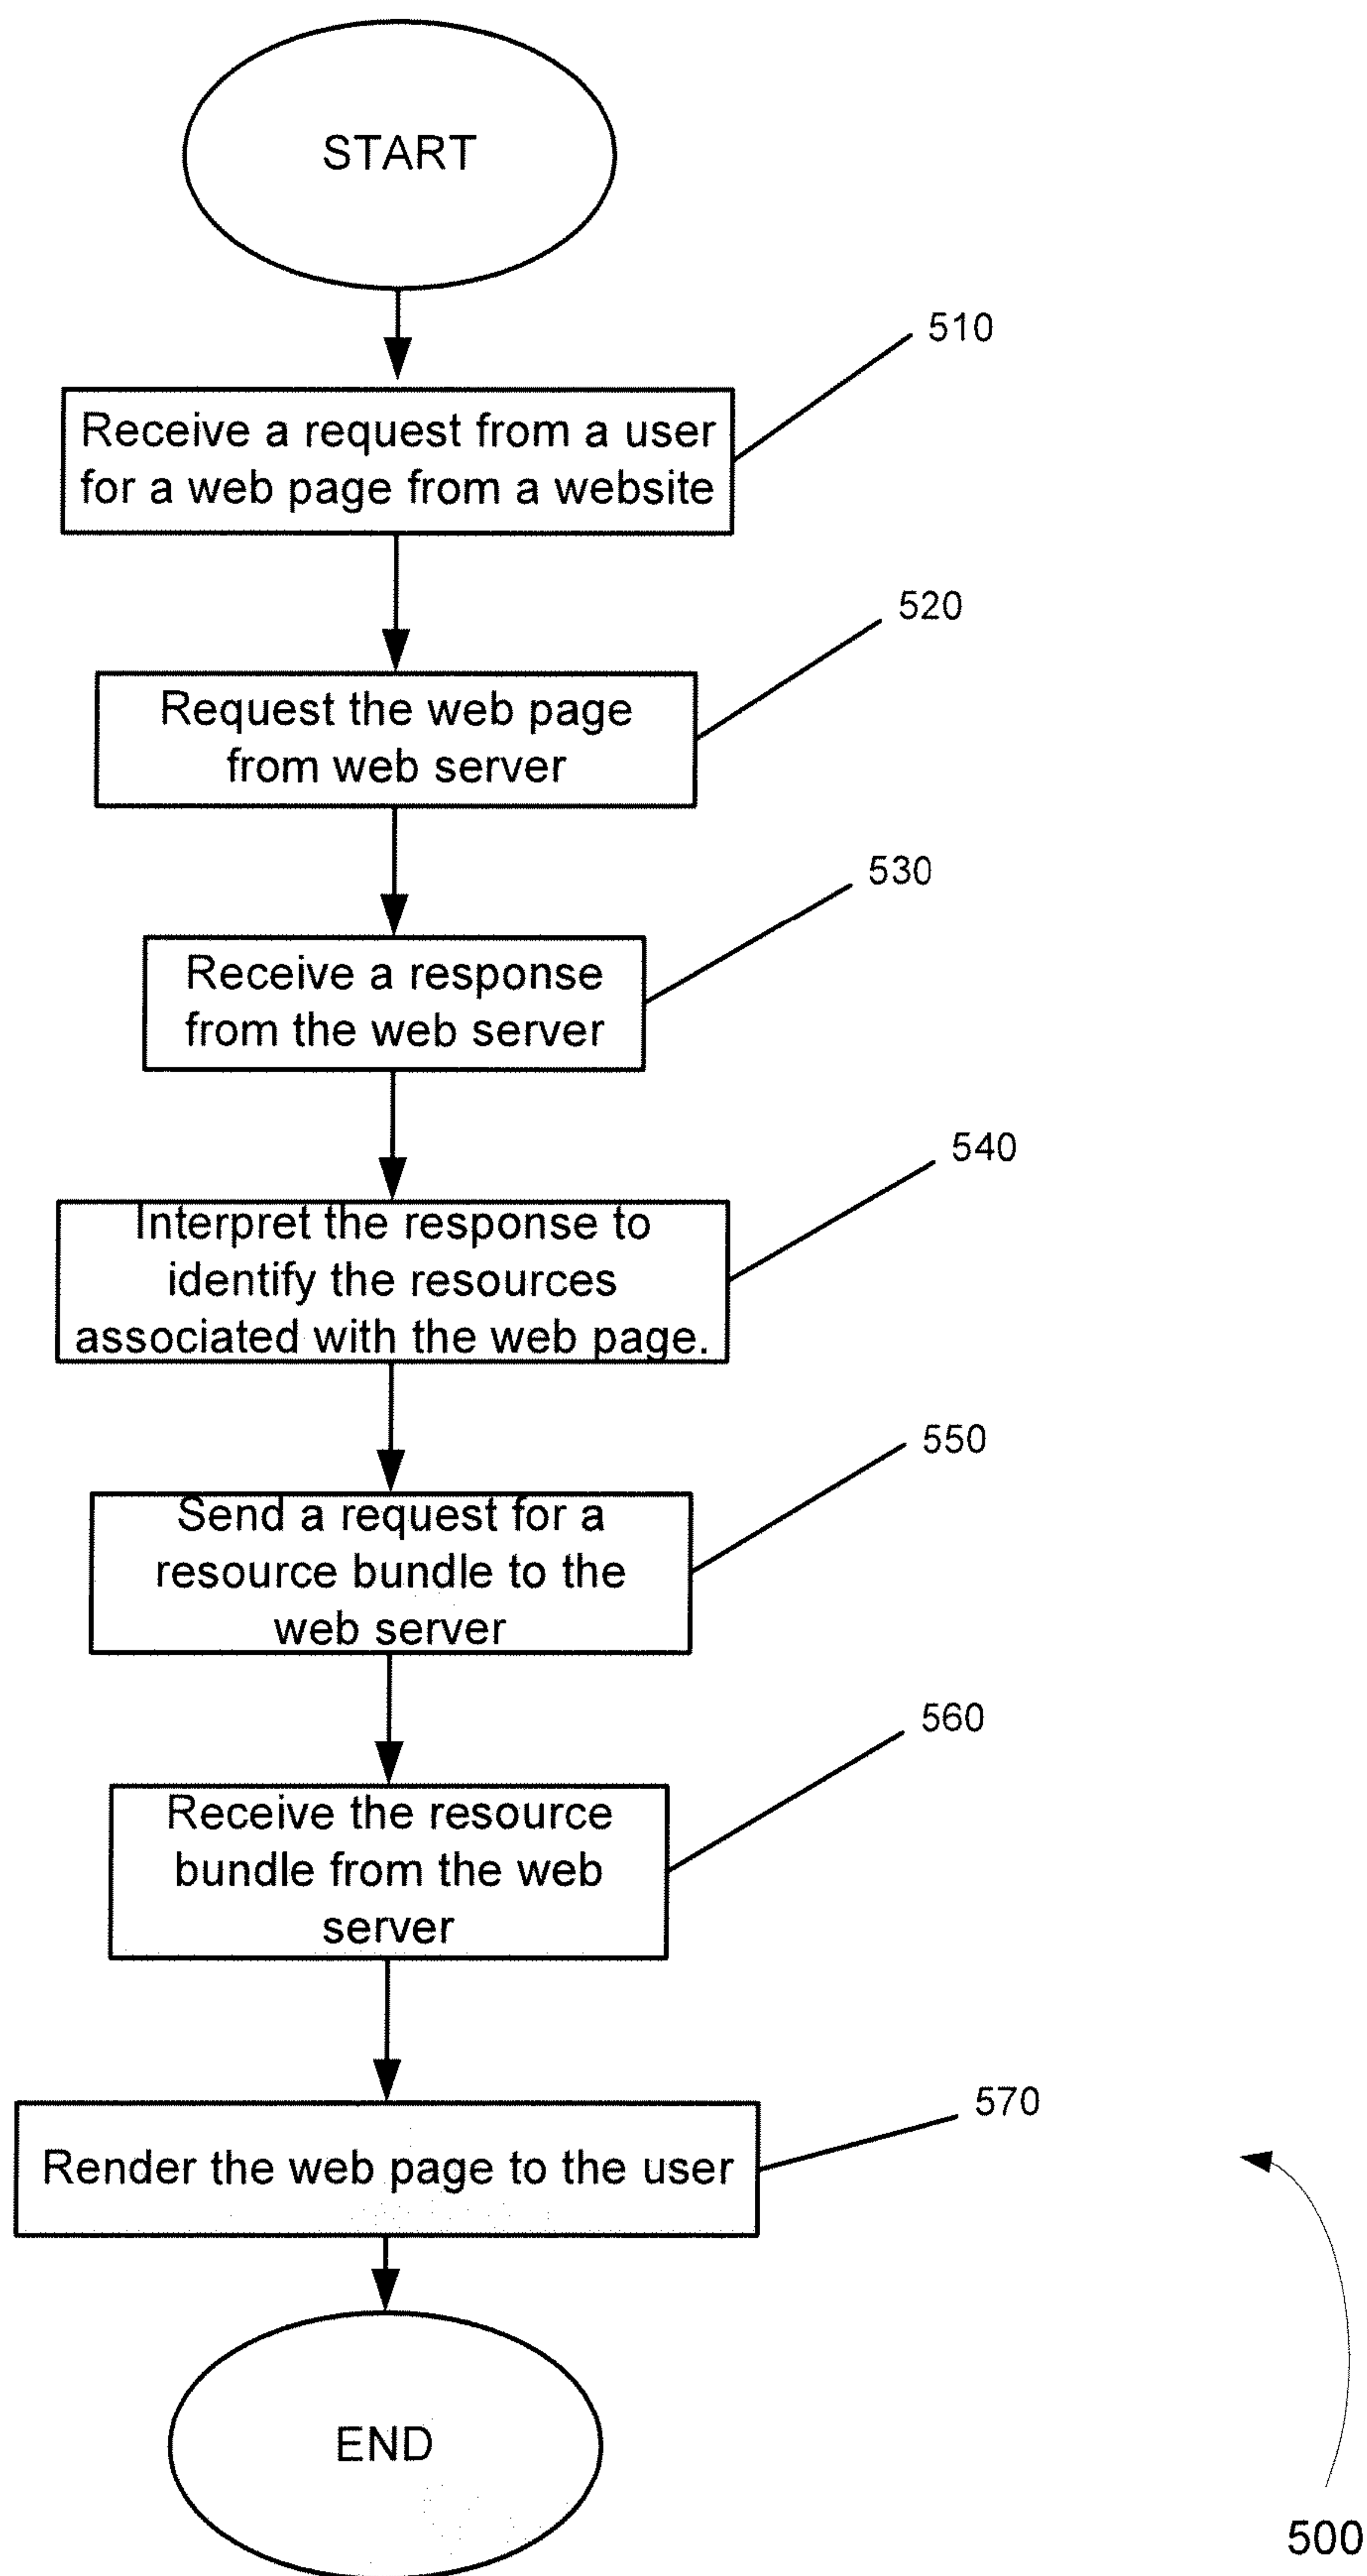 START
510
Receive a request from a user
for a web page from a website
520
Request the web page
from web server
530
Receive a response
from the web server
540
Interpret the response to
identify the resources
associated with the web page.
550
Send a request for a
resource bundle to the
web server
560
Receive the resource
bundle from the web
server
570
Render the web page to the user
END
500